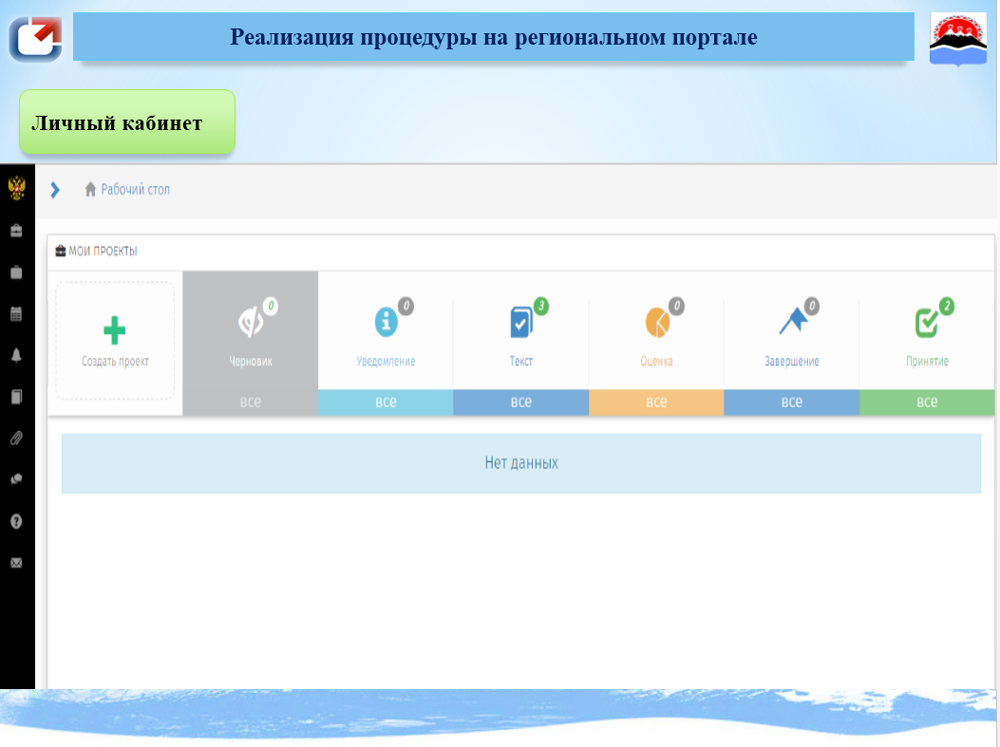 Реализация процедуры на региональном портале
Личный кабинет
Рабочий стол
МОИ ПРОЕКТЫ
0 0 3 0 0 2
Создать проект Черновик Уведомление Текст Оценка Завершение Принятие
все все все все все все
Нет данных